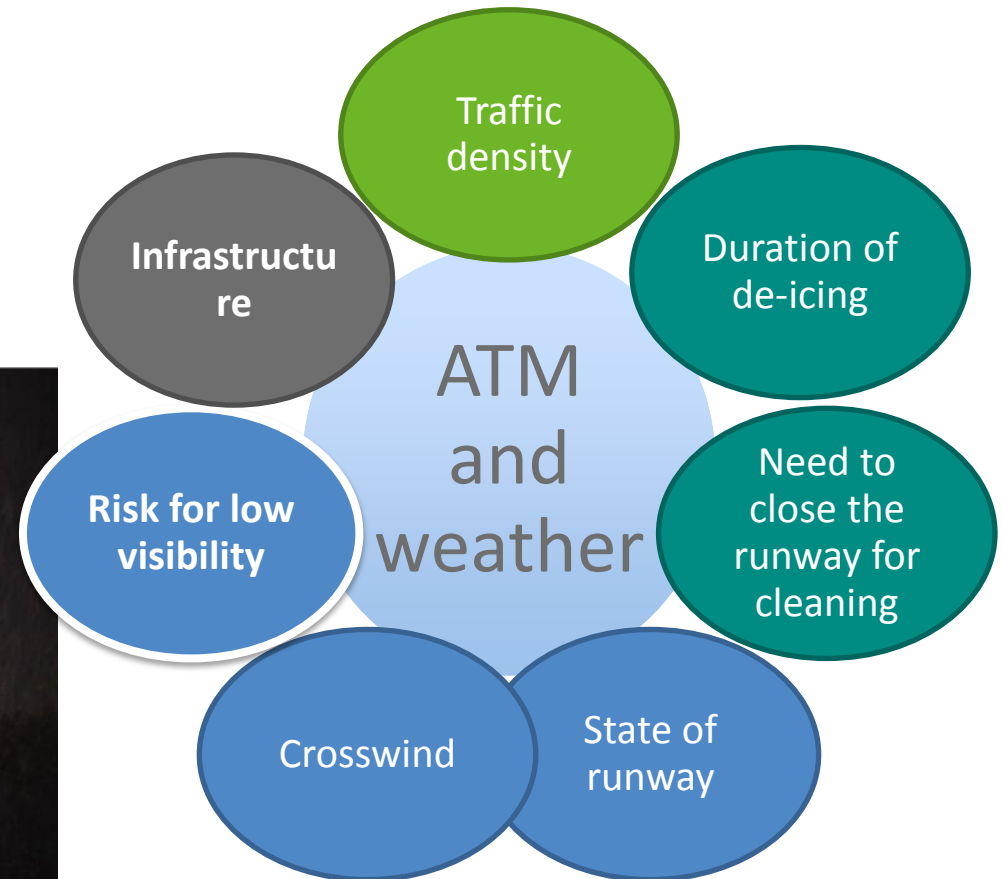 Traffic
density
Duration of
de-icing
Need to
close the
runway for
cleaning
State of
runway
Crosswind
Risk for low
visibility
Infrastructu
re
ATM
and
weather